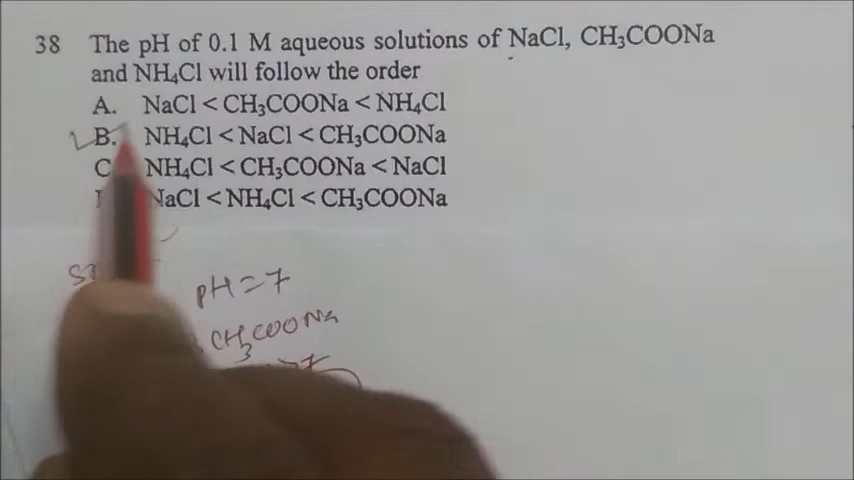 38 The pH of 0.1 M aqueous solutions of NaCl, CH₃COONa
and NH₄Cl will follow the order
A. NaCl < CH₃COONa < NH₄Cl
B. NH₄Cl < NaCl < CH₃COONa
C NH₄Cl < CH₃COONa < NaCl
NaCl < NH₄Cl < CH₃COONa
pH = 7
CH₃COONa